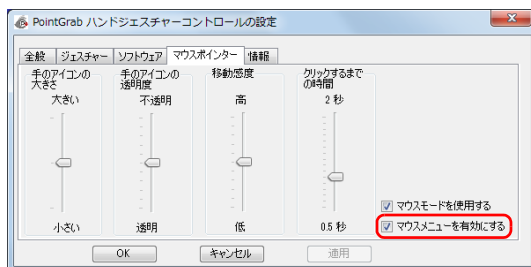 PointGrab ハンドジェスチャーコントロールの設定
全般 ジェスチャー ソフトウェア マウスポインター 情報
手のアイコンの大きさ
大きい
小さい
手のアイコンの透明度
不透明
透明
移動感度
高
低
クリックするまでの時間
2 秒
0.5 秒
マウスモードを使用する
マウスメニューを有効にする
OK キャンセル 適用